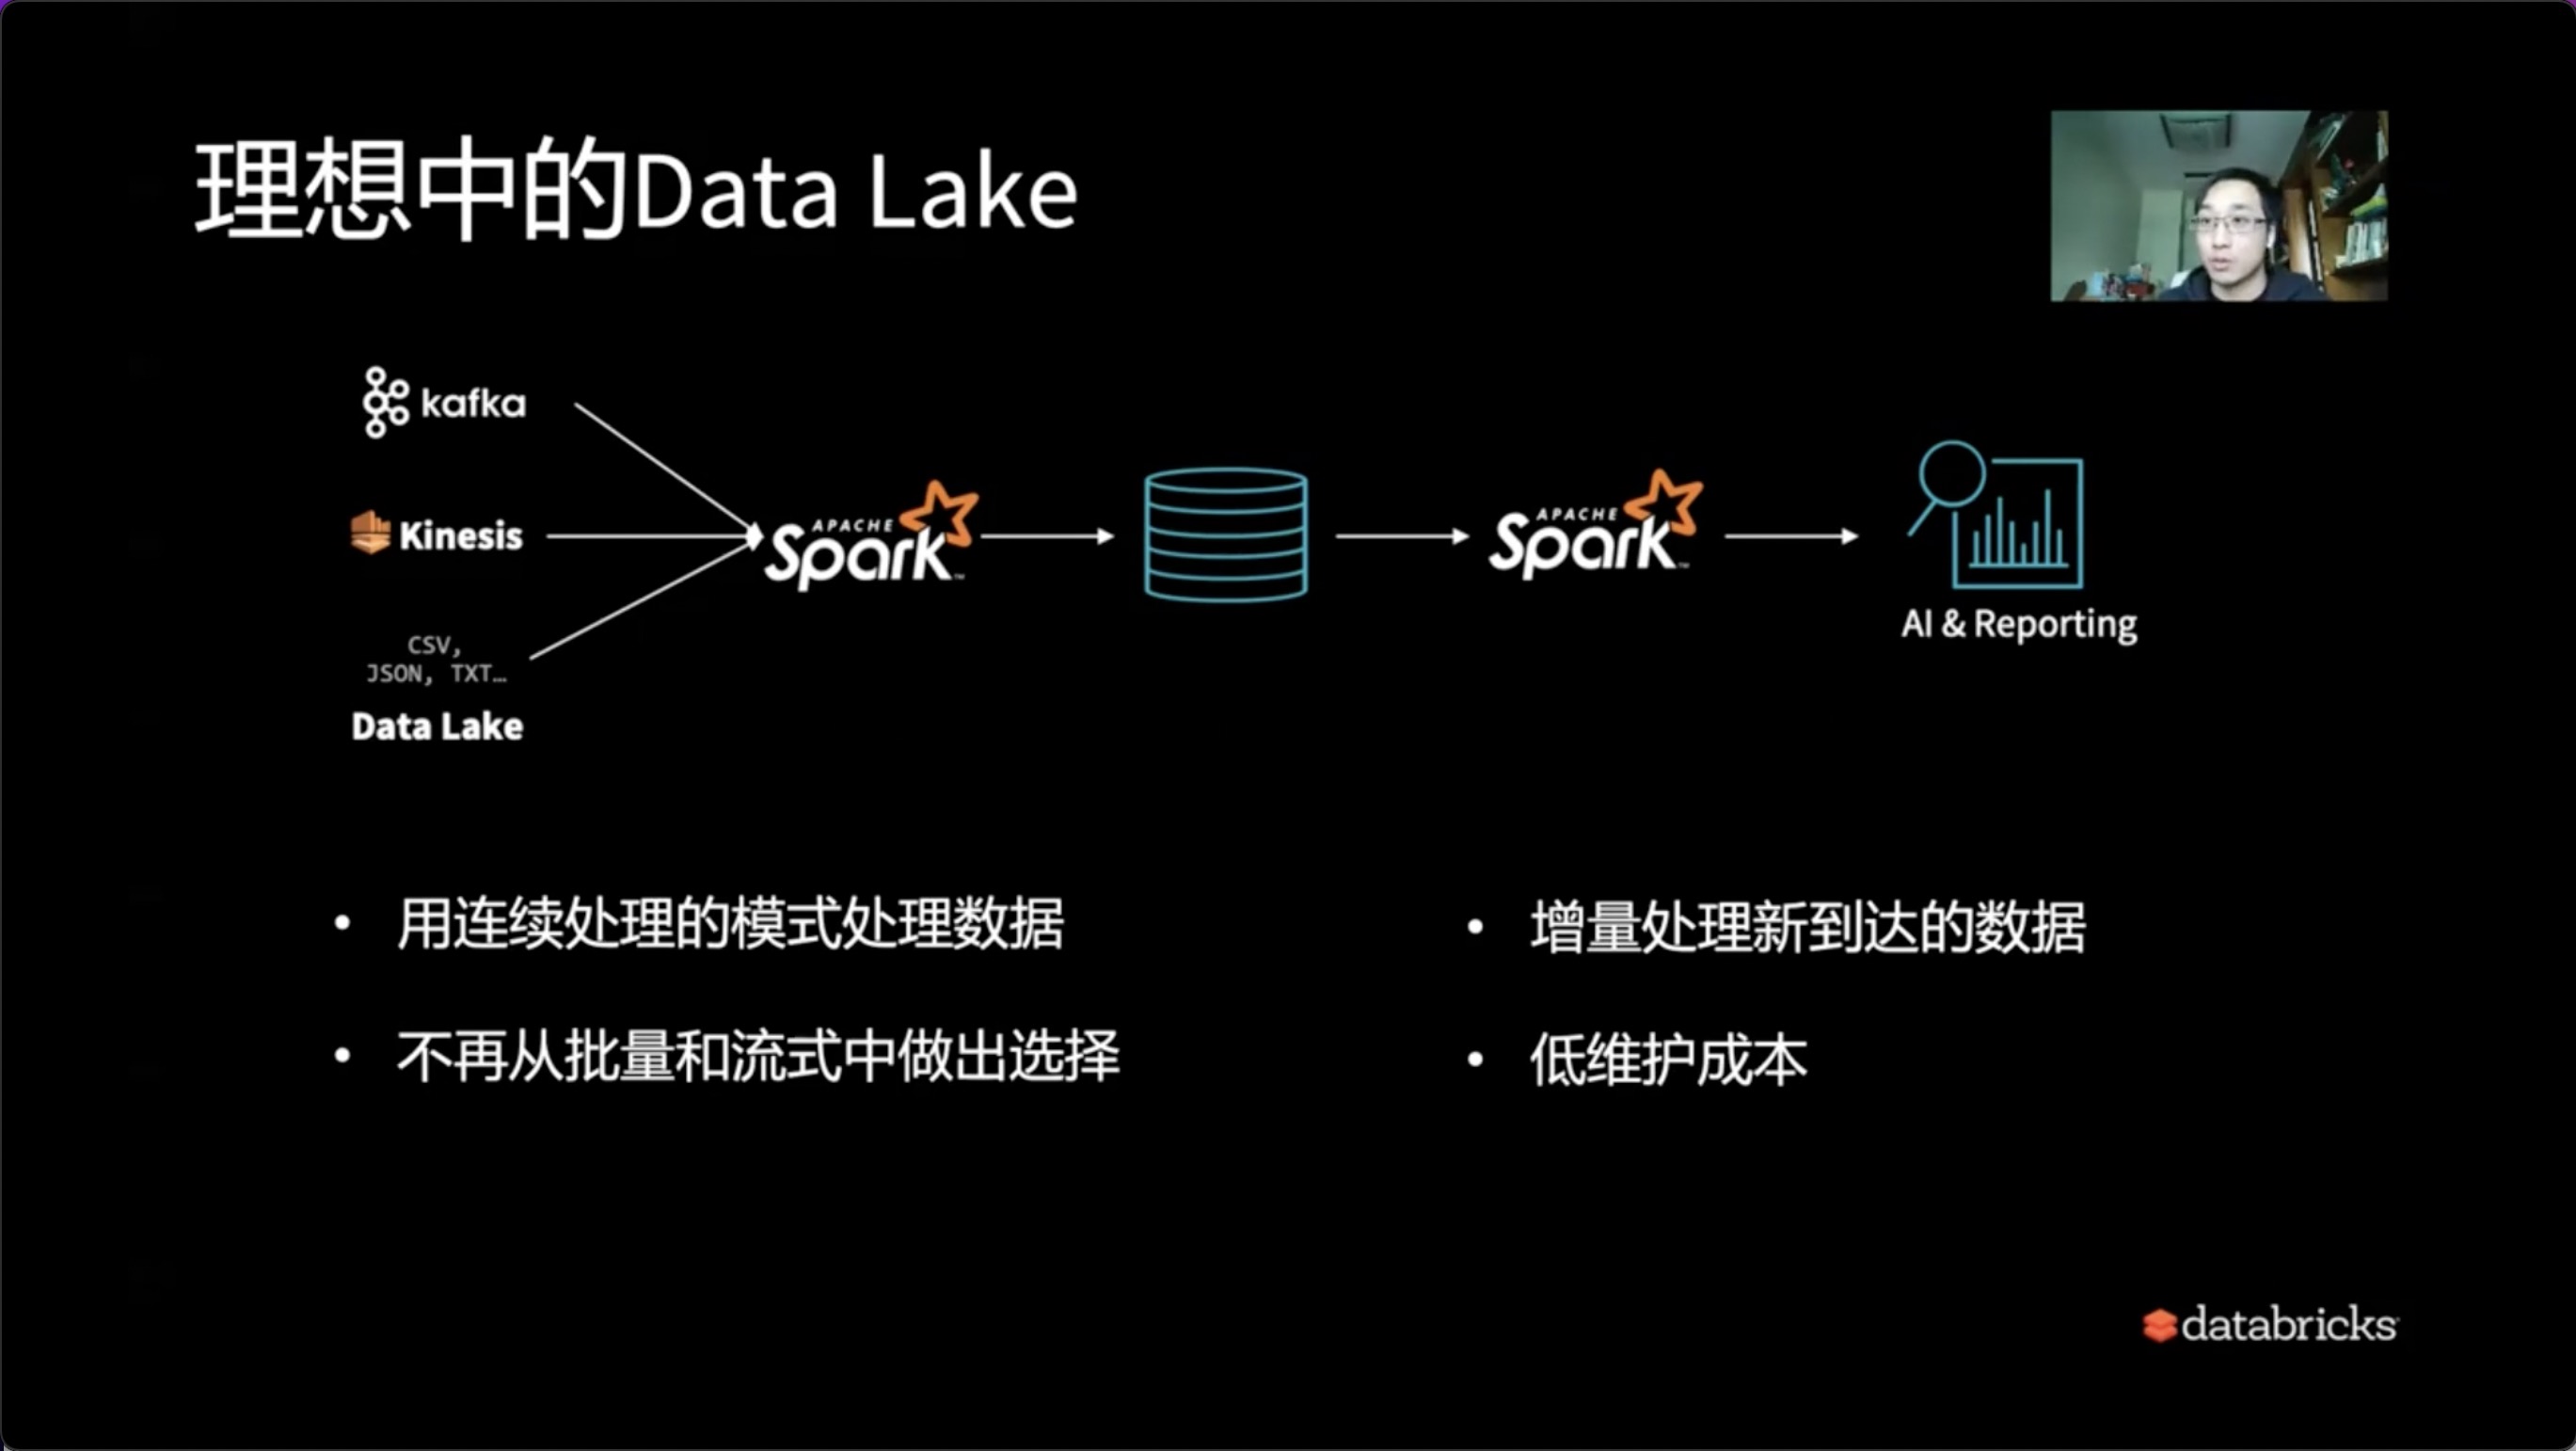 理想中的Data Lake
kafka
Kinesis
CSV,
JSON, TXT…
Data Lake
APACHE
Spark™
APACHE
Spark™
AI & Reporting
用连续处理的模式处理数据
不再从批量和流式中做出选择
增量处理新到达的数据
低维护成本
databricks